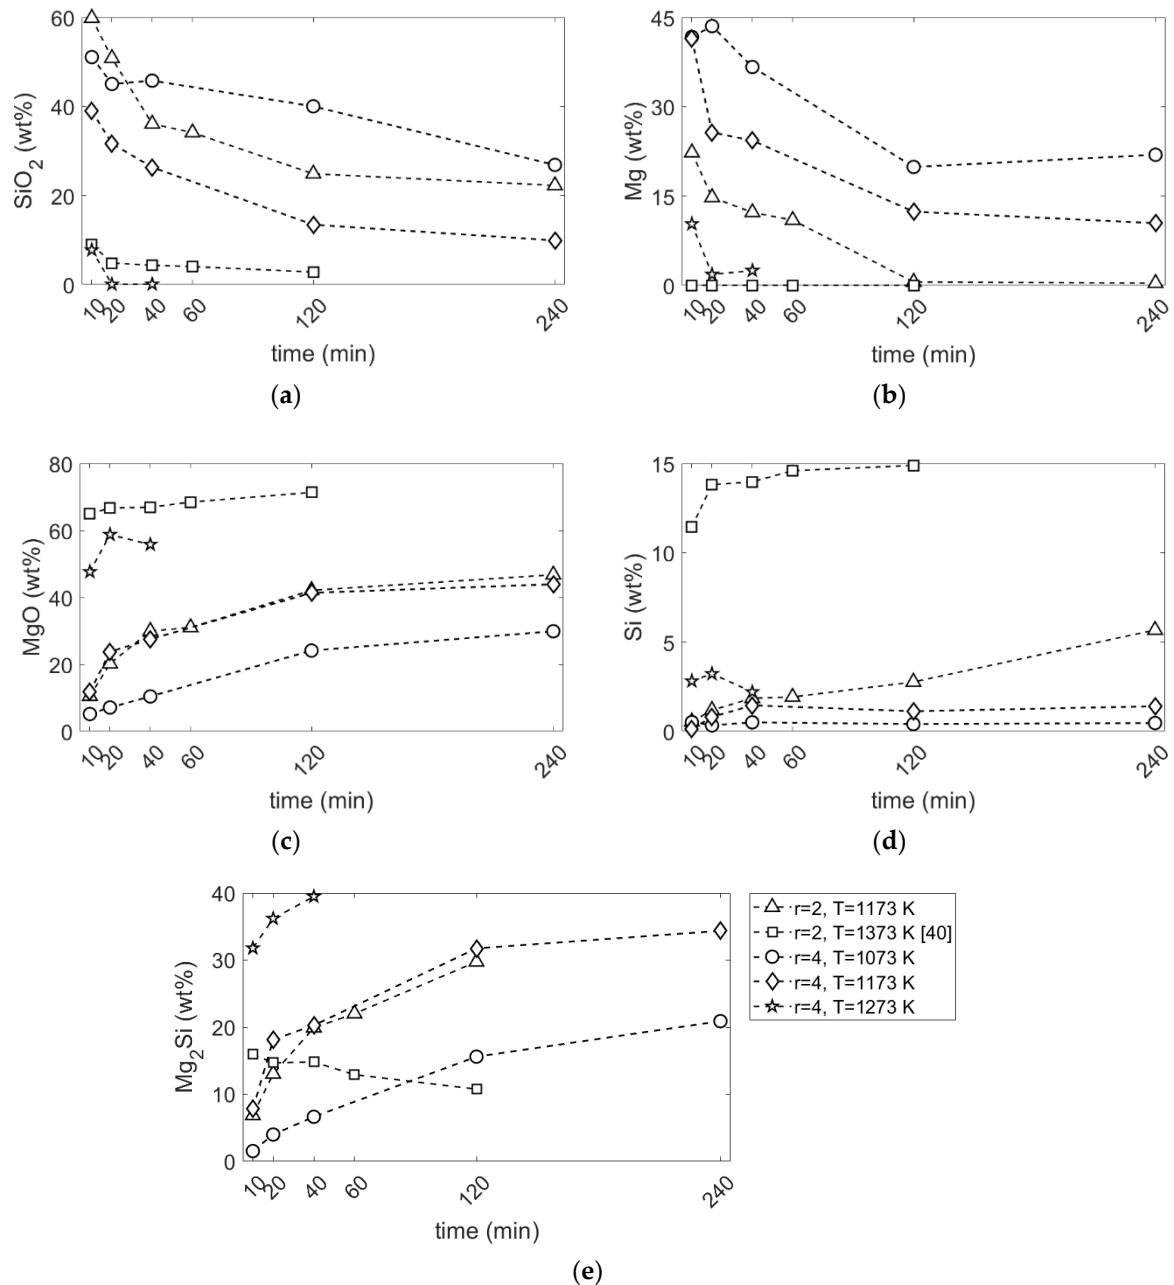 60
40
20
0
SiO2 (wt%)
10 20 40 60 120 240
time (min)
(a)
45
30
15
0
Mg (wt%)
10 20 40 60 120 240
time (min)
(b)
80
60
40
20
0
MgO (wt%)
10 20 40 60 120 240
time (min)
(c)
15
10
5
0
Si (wt%)
10 20 40 60 120 240
time (min)
(d)
40
30
20
10
0
Mg2Si (wt%)
10 20 40 60 120 240
time (min)
(e)
r=2, T=1173 K
r=2, T=1373 K [40]
r=4, T=1073 K
r=4, T=1173 K
r=4, T=1273 K